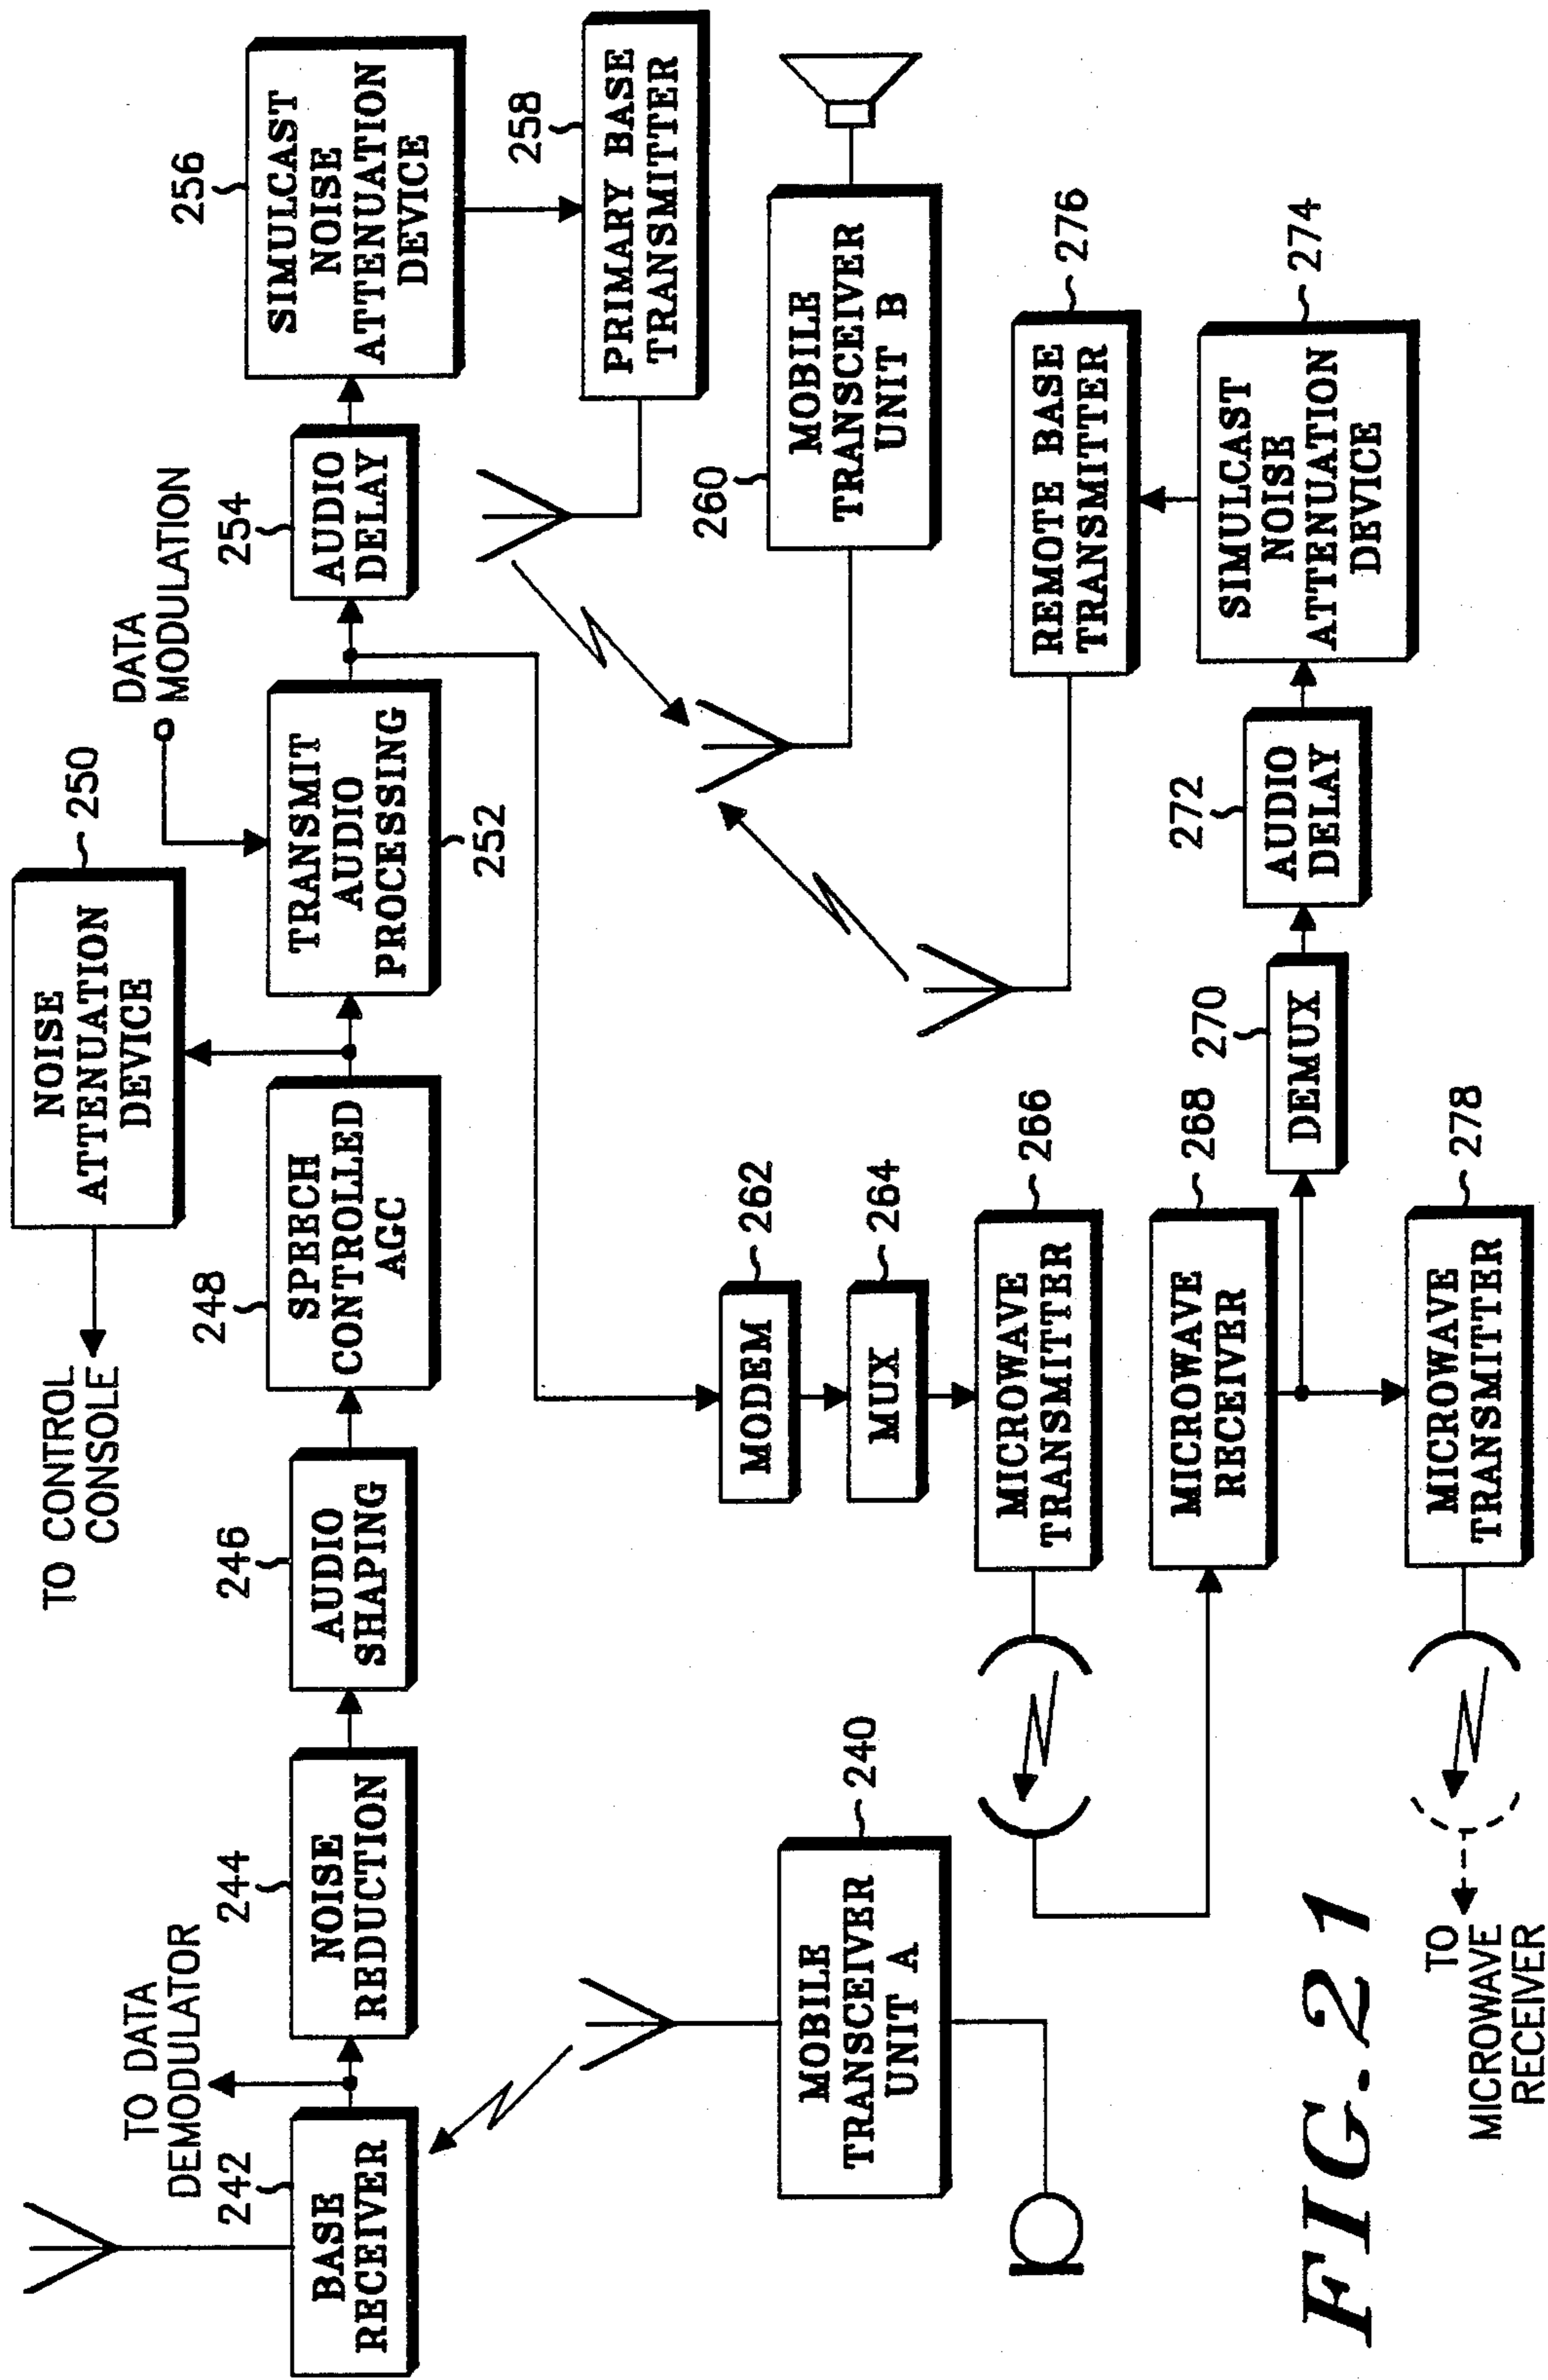 TO CONTROL
CONSOLE
NOISE
ATTENUATION
DEVICE
250
DATA
MODULATION
TO DATA
DEMODULATOR
242
BASE
RECEIVER
244
NOISE
REDUCTION
246
AUDIO
SHAPING
248
SPEECH
CONTROLLED
AGC
TRANSMIT
AUDIO
PROCESSING
252
254
AUDIO
DELAY
256
SIMULCAST
NOISE
ATTENUATION
DEVICE
258
PRIMARY BASE
TRANSMITTER
260
MOBILE
TRANSCEIVER
UNIT B
MOBILE
TRANSCEIVER
UNIT A
240
MODEM
262
MUX
264
MICROWAVE
TRANSMITTER
266
MICROWAVE
RECEIVER
268
270
DEMUX
272
AUDIO
DELAY
SIMULCAST
NOISE
ATTENUATION
DEVICE
274
REMOTE BASE
TRANSMITTER
276
MICROWAVE
TRANSMITTER
278
TO
MICROWAVE
RECEIVER
FIG. 21